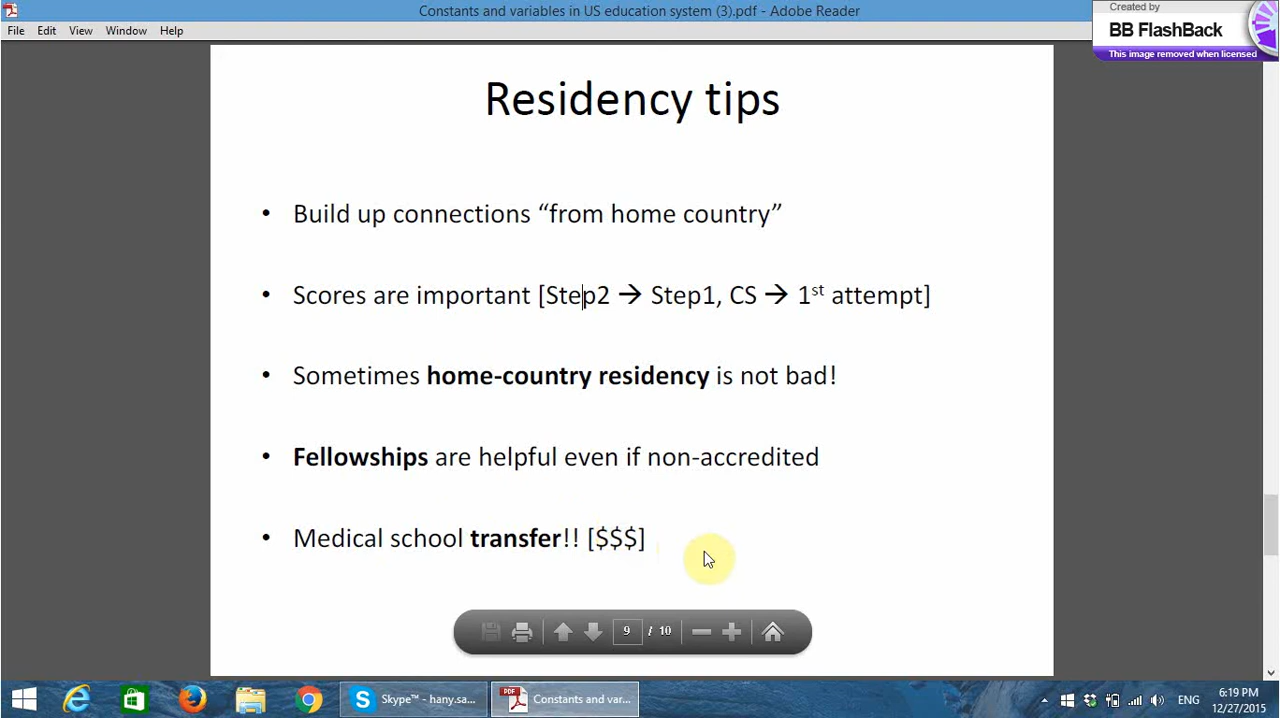 Constants and variables in US education system (3).pdf - Adobe Reader
Created by
BB FlashBack
This image removed when licensed
File Edit View Window Help
Residency tips
• Build up connections “from home country”
• Scores are important [Step2 → Step1, CS → 1st attempt]
• Sometimes home-country residency is not bad!
• Fellowships are helpful even if non-accredited
• Medical school transfer!! [$$$]
9 / 10
Skype™ - hany.sa...
PDF
Constants and var...
ENG
6:19 PM
12/27/2015